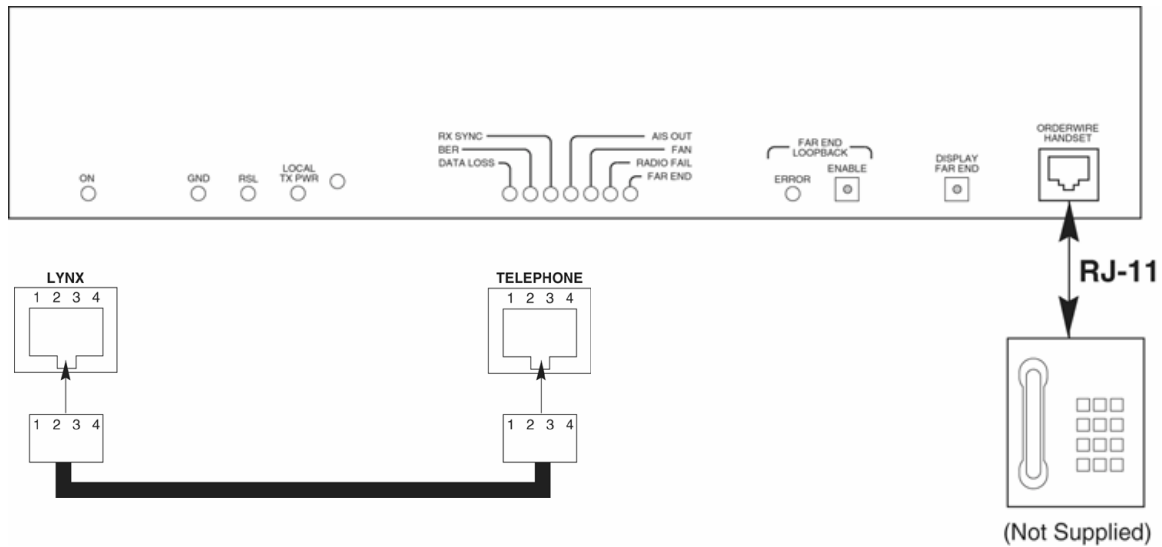 ORDERWIRE
HANDSET
RX SYNC
AIS OUT
BER
FAN
DATA LOSS
RADIO FAIL
FAR END
FAR END
LOOPBACK
ERROR
ENABLE
DISPLAY
FAR END
ON
GND
RSL
LOCAL
TX PWR
RJ-11
LYNX
1 2 3 4
TELEPHONE
1 2 3 4
1 2 3 4
1 2 3 4
(Not Supplied)